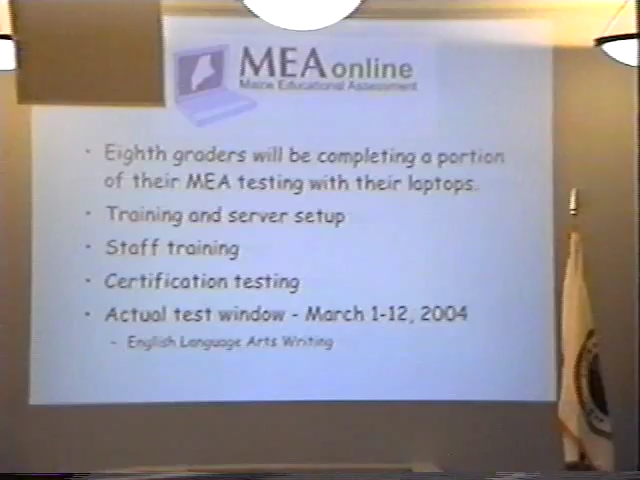 MEA online
Maine Educational Assessment
• Eighth graders will be completing a portion
of their MEA testing with their laptops.
• Training and server setup
• Staff training
• Certification testing
• Actual test window - March 1-12, 2004
- English Language Arts Writing